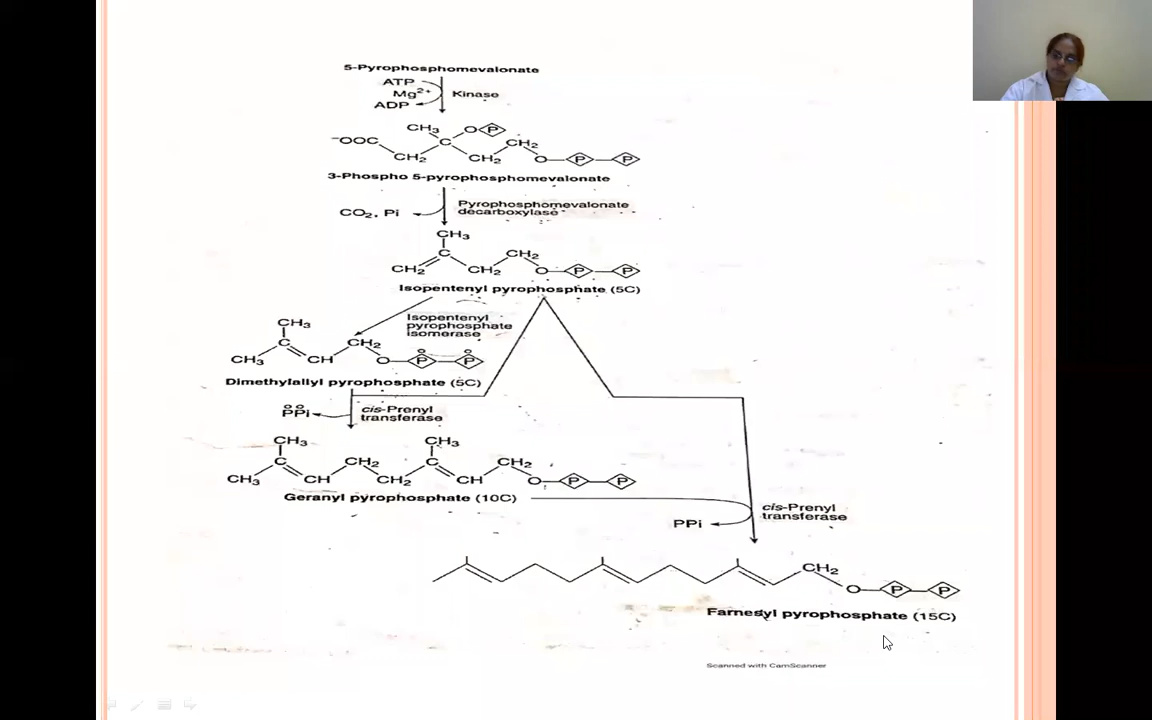 5-Pyrophosphomevalonate
ATP
Mg²⁺
Kinase
ADP
CH₃
O
P
⁻OOC
C
CH₂
CH₂
CH₂
O
P
P
3-Phospho 5-pyrophosphomevalonate
CO₂, Pi
Pyrophosphomevalonate
decarboxylase
CH₃
C
CH₂
CH₂
CH₂
O
P
P
Isopentenyl pyrophosphate (5C)
Isopentenyl
pyrophosphate
isomerase
CH₃
C
CH₂
CH₃
CH
O
P
P
Dimethylallyl pyrophosphate (5C)
PPi
cis-Prenyl
transferase
CH₃
CH₃
C
CH₂
C
CH₂
CH₃
CH
CH₂
CH
O
P
P
Geranyl pyrophosphate (10C)
PPi
cis-Prenyl
transferase
CH₂
O
P
P
Farnesyl pyrophosphate (15C)
Scanned with CamScanner